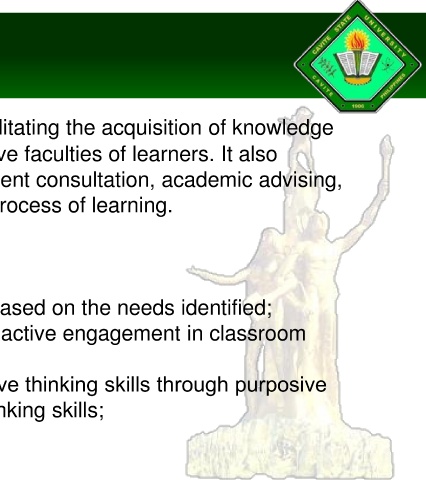 CAVITE STATE UNIVERSITY
CAVITE PHILIPPINES
1906
litating the acquisition of knowledge
ve faculties of learners. It also
ent consultation, academic advising,
rocess of learning.
ased on the needs identified;
active engagement in classroom
ve thinking skills through purposive
nking skills;